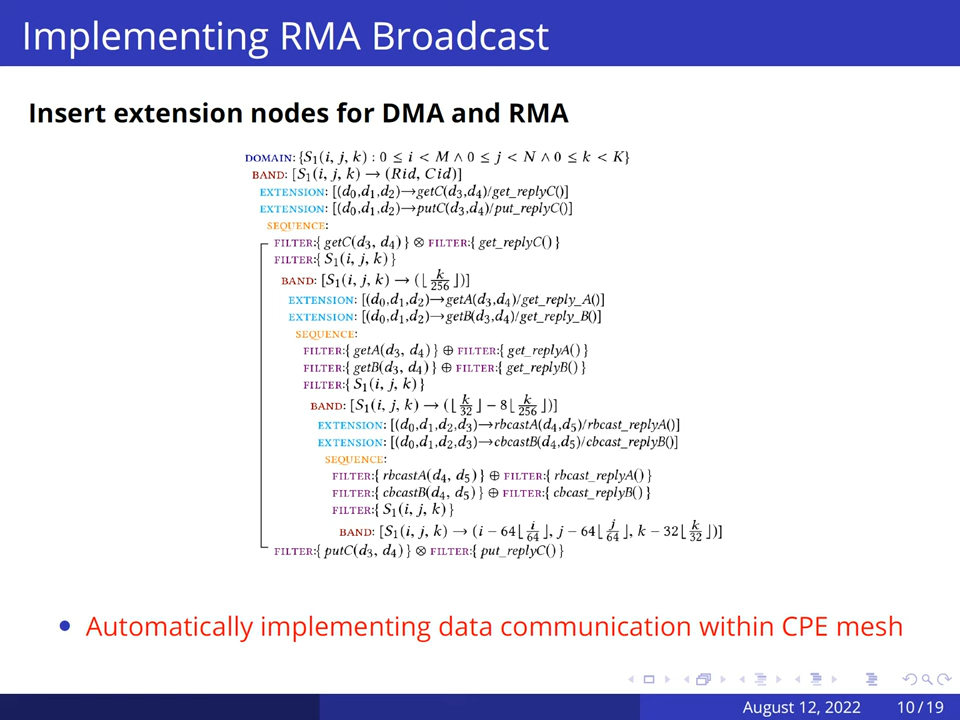 Implementing RMA Broadcast
Insert extension nodes for DMA and RMA
DOMAIN: {S₁(i, j, k) : 0 ≤ i < M ∧ 0 ≤ j < N ∧ 0 ≤ k < K}
BAND: [S₁(i, j, k) → (Rid, Cid)]
EXTENSION: [(d₀,d₁,d₂)→getC(d₃,d₄)/get_replyC()]
EXTENSION: [(d₀,d₁,d₂)→putC(d₃,d₄)/put_replyC()]
SEQUENCE:
FILTER:{ getC(d₃, d₄) } ⊗ FILTER:{ get_replyC() }
FILTER:{ S₁(i, j, k) }
BAND: [S₁(i, j, k) → (⌊ k/256 ⌋)]
EXTENSION: [(d₀,d₁,d₂)→getA(d₃,d₄)/get_reply_A()]
EXTENSION: [(d₀,d₁,d₂)→getB(d₃,d₄)/get_reply_B()]
SEQUENCE:
FILTER:{ getA(d₃, d₄) } ⊕ FILTER:{ get_replyA() }
FILTER:{ getB(d₃, d₄) } ⊕ FILTER:{ get_replyB() }
FILTER:{ S₁(i, j, k) }
BAND: [S₁(i, j, k) → (⌊ k/32 ⌋ − 8⌊ k/256 ⌋)]
EXTENSION: [(d₀,d₁,d₂,d₃)→rbcastA(d₄,d₅)/rbcast_replyA()]
EXTENSION: [(d₀,d₁,d₂,d₃)→cbcastB(d₄,d₅)/cbcast_replyB()]
SEQUENCE:
FILTER:{ rbcastA(d₄, d₅) } ⊕ FILTER:{ rbcast_replyA() }
FILTER:{ cbcastB(d₄, d₅) } ⊕ FILTER:{ cbcast_replyB() }
FILTER:{ S₁(i, j, k) }
BAND: [S₁(i, j, k) → (i − 64⌊ i/64 ⌋, j − 64⌊ j/64 ⌋, k − 32⌊ k/32 ⌋)]
FILTER:{ putC(d₃, d₄) } ⊗ FILTER:{ put_replyC() }
• Automatically implementing data communication within CPE mesh
August 12, 2022 10 / 19